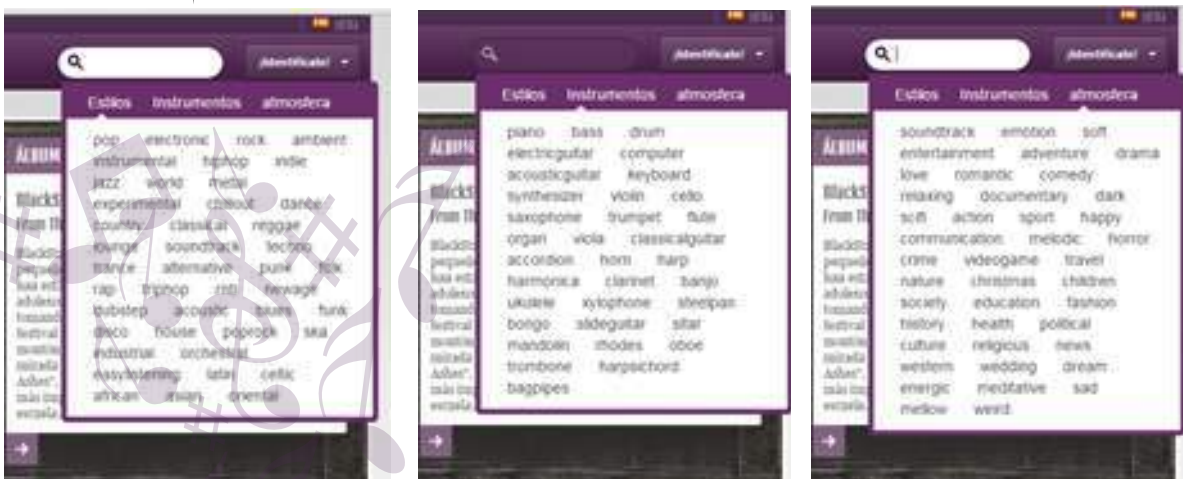 ¡Identifícate!
Estilos Instrumentos atmosfera
pop electronic rock ambient
instrumental hiphop indie
jazz world metal
experimental chillout dance
country classical reggae
lounge soundtrack techno
trance alternative punk folk
rap triphop rnb newage
dubstep acoustic blues funk
disco house poprock ska
industrial orchestral
easylistening latin celtic
african asian oriental
¡Identifícate!
Estilos Instrumentos atmosfera
piano bass drum
electricguitar computer
acousticguitar keyboard
synthesizer violin cello
saxophone trumpet flute
organ viola classicalguitar
accordion horn harp
harmonica clarinet banjo
ukulele xylophone steelpan
bongo slideguitar sitar
mandolin rhodes oboe
trombone harpsichord
bagpipes
¡Identifícate!
Estilos Instrumentos atmosfera
soundtrack emotion soft
entertainment adventure drama
love romantic comedy
relaxing documentary dark
scifi action sport happy
communication melodic horror
crime videogame travel
nature christmas children
society education fashion
history health political
culture religious news
western wedding dream
energic meditative sad
mellow weird